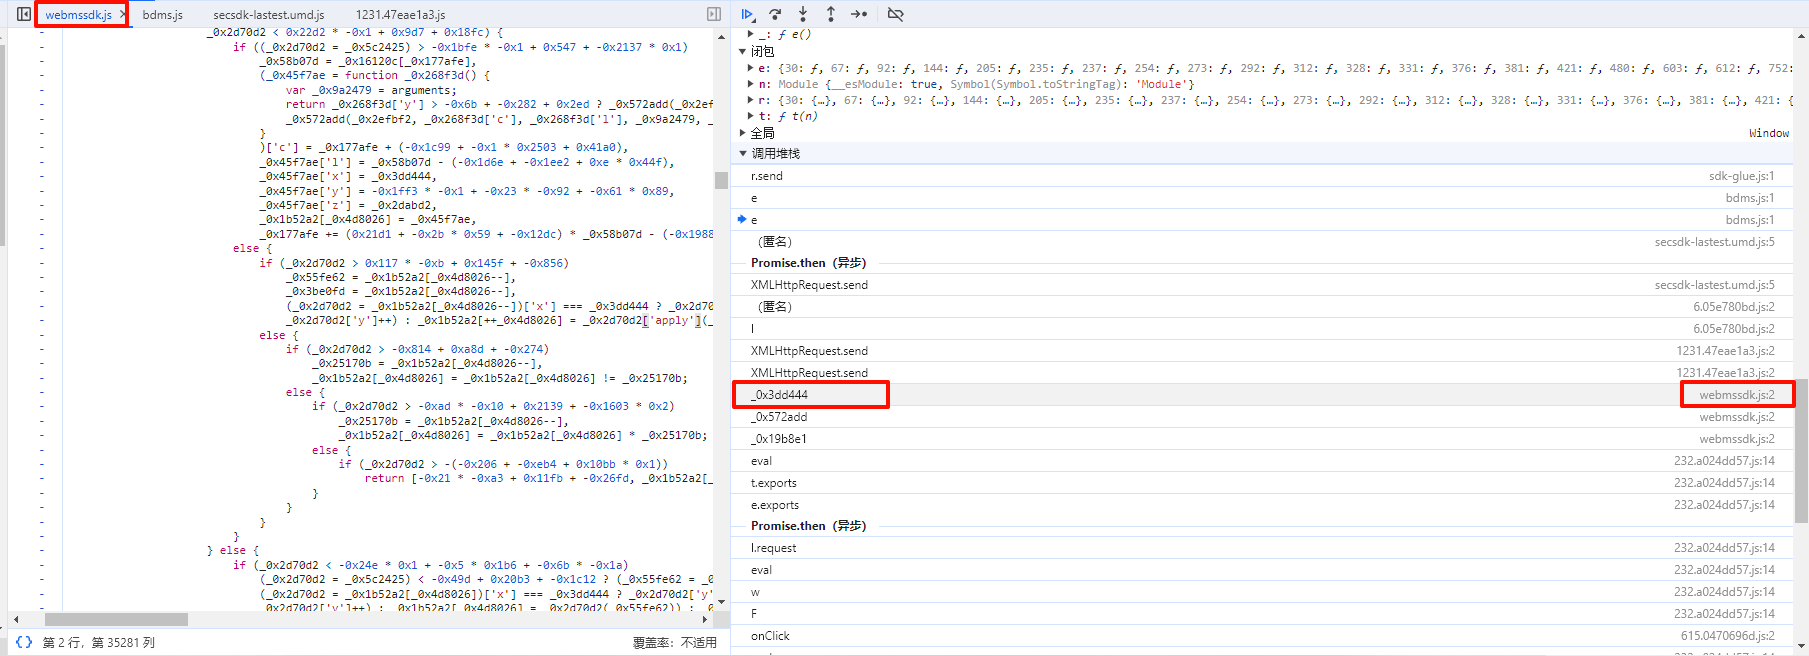 webmssdk.js × bdms.js secsdk-lastest.umd.js 1231.47eae1a3.js
_0x2d70d2 < 0x22d2 * -0x1 + 0x9d7 + 0x18fc) {
if ((_0x2d70d2 = _0x5c2425) > -0x1bfe * -0x1 + 0x547 + -0x2137 * 0x1)
_0x58b07d = _0x16120c[_0x177afe],
(_0x45f7ae = function _0x268f3d() {
var _0x9a2479 = arguments;
return _0x268f3d['y'] > -0x6b + -0x282 + 0x2ed ? _0x572add(_0x2ef
_0x572add(_0x2efbf2, _0x268f3d['c'], _0x268f3d['l'], _0x9a2479, _
}
)['c'] = _0x177afe + (-0x1c99 + -0x1 * 0x2503 + 0x41a0),
_0x45f7ae['l'] = _0x58b07d - (-0x1d6e + -0x1ee2 + 0xe * 0x44f),
_0x45f7ae['x'] = _0x3dd444,
_0x45f7ae['y'] = -0x1ff3 * -0x1 + -0x23 * -0x92 + -0x61 * 0x89,
_0x45f7ae['z'] = _0x2dabd2,
_0x1b52a2[_0x4d8026] = _0x45f7ae,
_0x177afe += (0x21d1 + -0x2b * 0x59 + -0x12dc) * _0x58b07d - (-0x1988
else {
if (_0x2d70d2 > 0x117 * -0xb + 0x145f + -0x856)
_0x55fe62 = _0x1b52a2[_0x4d8026--],
_0x3be0fd = _0x1b52a2[_0x4d8026--],
(_0x2d70d2 = _0x1b52a2[_0x4d8026--])['x'] === _0x3dd444 ? _0x2d70
_0x2d70d2['y']++) : _0x1b52a2[++_0x4d8026] = _0x2d70d2['apply'](_
else {
if (_0x2d70d2 > -0x814 + 0xa8d + -0x274)
_0x25170b = _0x1b52a2[_0x4d8026--],
_0x1b52a2[_0x4d8026] = _0x1b52a2[_0x4d8026] != _0x25170b;
else {
if (_0x2d70d2 > -0xad * -0x10 + 0x2139 + -0x1603 * 0x2)
_0x25170b = _0x1b52a2[_0x4d8026--],
_0x1b52a2[_0x4d8026] = _0x1b52a2[_0x4d8026] * _0x25170b;
else {
if (_0x2d70d2 > -(-0x206 + -0xeb4 + 0x10bb * 0x1))
return [-0x21 * -0xa3 + 0x11fb + -0x26fd, _0x1b52a2[_
}
}
}
}
} else {
if (_0x2d70d2 < -0x24e * 0x1 + -0x5 * 0x1b6 + -0x6b * -0x1a)
(_0x2d70d2 = _0x5c2425) < -0x49d + 0x20b3 + -0x1c12 ? (_0x55fe62 = _0
(_0x2d70d2 = _0x1b52a2[_0x4d8026])['x'] === _0x3dd444 ? _0x2d70d2['y'
_0x2d70d2['y']++) : _0x1b52a2[_0x4d8026] = _0x2d70d2(_0x55fe62)) : _0
{} 第 2 行，第 35281 列 覆盖率：不适用
_: ƒ e()
闭包
e: {30: ƒ, 67: ƒ, 92: ƒ, 144: ƒ, 205: ƒ, 235: ƒ, 237: ƒ, 254: ƒ, 273: ƒ, 292: ƒ, 312: ƒ, 328: ƒ, 331: ƒ, 376: ƒ, 381: ƒ, 421: ƒ, 480: ƒ, 603: ƒ, 612: ƒ, 752:
n: Module {__esModule: true, Symbol(Symbol.toStringTag): 'Module'}
r: {30: {…}, 67: {…}, 92: {…}, 144: {…}, 205: {…}, 235: {…}, 237: {…}, 254: {…}, 273: {…}, 292: {…}, 312: {…}, 328: {…}, 331: {…}, 376: {…}, 381: {…}, 421: {
t: ƒ t(n)
全局 Window
调用堆栈
r.send sdk-glue.js:1
e bdms.js:1
e bdms.js:1
（匿名） secsdk-lastest.umd.js:5
Promise.then（异步）
XMLHttpRequest.send secsdk-lastest.umd.js:5
（匿名） 6.05e780bd.js:2
l 6.05e780bd.js:2
XMLHttpRequest.send 1231.47eae1a3.js:2
XMLHttpRequest.send 1231.47eae1a3.js:2
_0x3dd444 webmssdk.js:2
_0x572add webmssdk.js:2
_0x19b8e1 webmssdk.js:2
eval 232.a024dd57.js:14
t.exports 232.a024dd57.js:14
e.exports 232.a024dd57.js:14
Promise.then（异步）
l.request 232.a024dd57.js:14
eval 232.a024dd57.js:14
w 232.a024dd57.js:14
F 232.a024dd57.js:14
onClick 615.0470696d.js:2